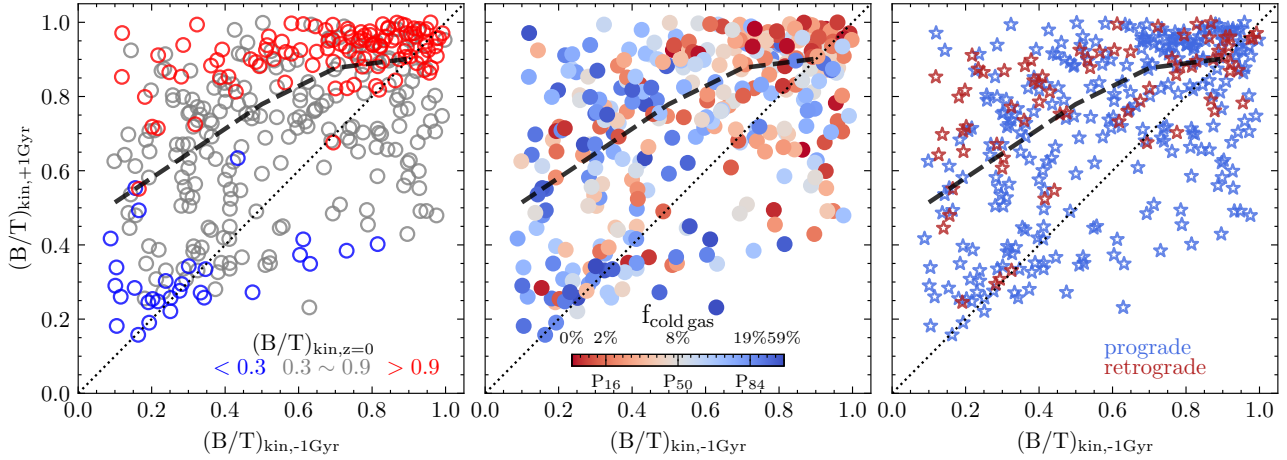 (B/T)kin,+1Gyr
1.0
0.8
0.6
0.4
0.2
0.0
(B/T)kin,z=0
< 0.3 0.3 ~ 0.9 > 0.9
0.0 0.2 0.4 0.6 0.8 1.0
(B/T)kin,-1Gyr
fcold gas
0% 2% 8% 19% 59%
P16 P50 P84
0.2 0.4 0.6 0.8 1.0
(B/T)kin,-1Gyr
prograde
retrograde
0.2 0.4 0.6 0.8 1.0
(B/T)kin,-1Gyr